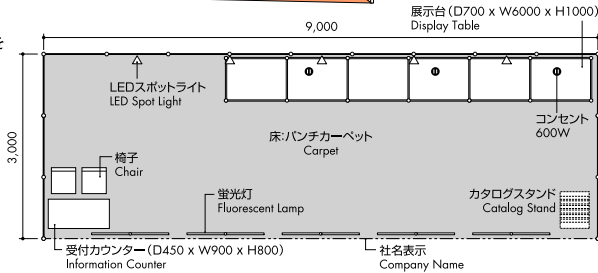 展示台（D700 x W6000 x H1000）
Display Table
9,000
を
LEDスポットライト
LED Spot Light
コンセント
600W
床：パンチカーペット
Carpet
3,000
椅子
Chair
蛍光灯
Fluorescent Lamp
カタログスタンド
Catalog Stand
受付カウンター（D450 x W900 x H800）
Information Counter
社名表示
Company Name